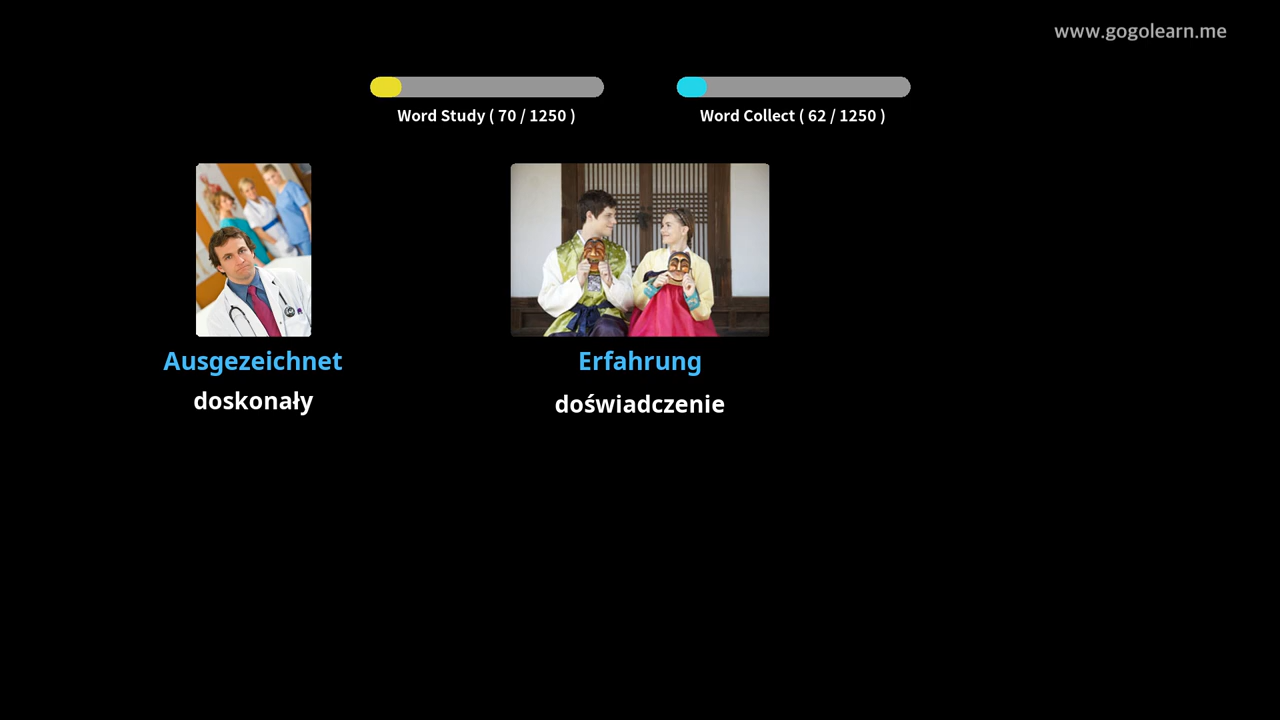 www.gogolearn.me
Word Study ( 70 / 1250 )
Word Collect ( 62 / 1250 )
Ausgezeichnet
doskonały
Erfahrung
doświadczenie